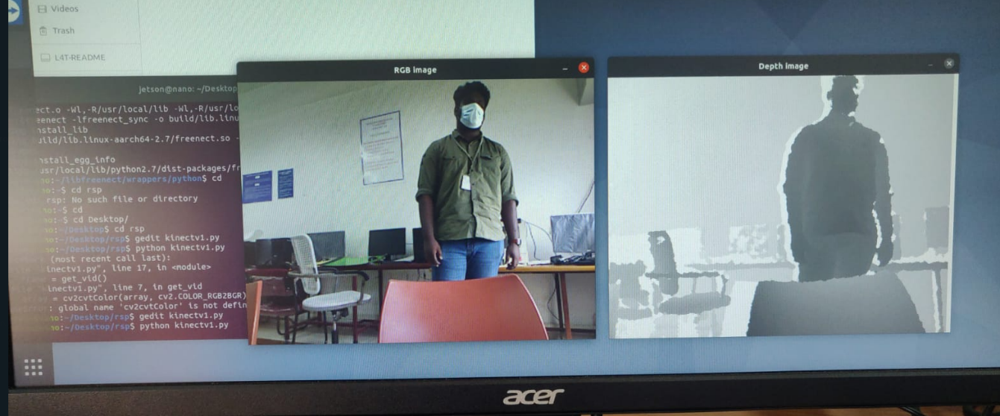 Videos
Trash
L4T-README
jetson@nano: ~/Desktop
ect.o -Wl,-R/usr/local/lib -Wl,-R/usr/lo
eenect -lfreenect_sync -o build/lib.linu
nstall_lib
uild/lib.linux-aarch64-2.7/freenect.so -
nstall_egg_info
usr/local/lib/python2.7/dist-packages/fr
no:~/libfreenect/wrappers/python$ cd
no:~$ cd rsp
rsp: No such file or directory
no:~$ cd
no:~$ cd Desktop/
no:~/Desktop$ cd rsp
no:~/Desktop/rsp$ gedit kinectv1.py
no:~/Desktop/rsp$ python kinectv1.py
(most recent call last):
inectv1.py", line 17, in <module>
= get_vid()
inectv1.py", line 7, in get_vid
= cv2cvtColor(array, cv2.COLOR_RGB2BGR)
: global name 'cv2cvtColor' is not defin
no:~/Desktop/rsp$ gedit kinectv1.py
no:~/Desktop/rsp$ python kinectv1.py
RGB image
Depth image
acer